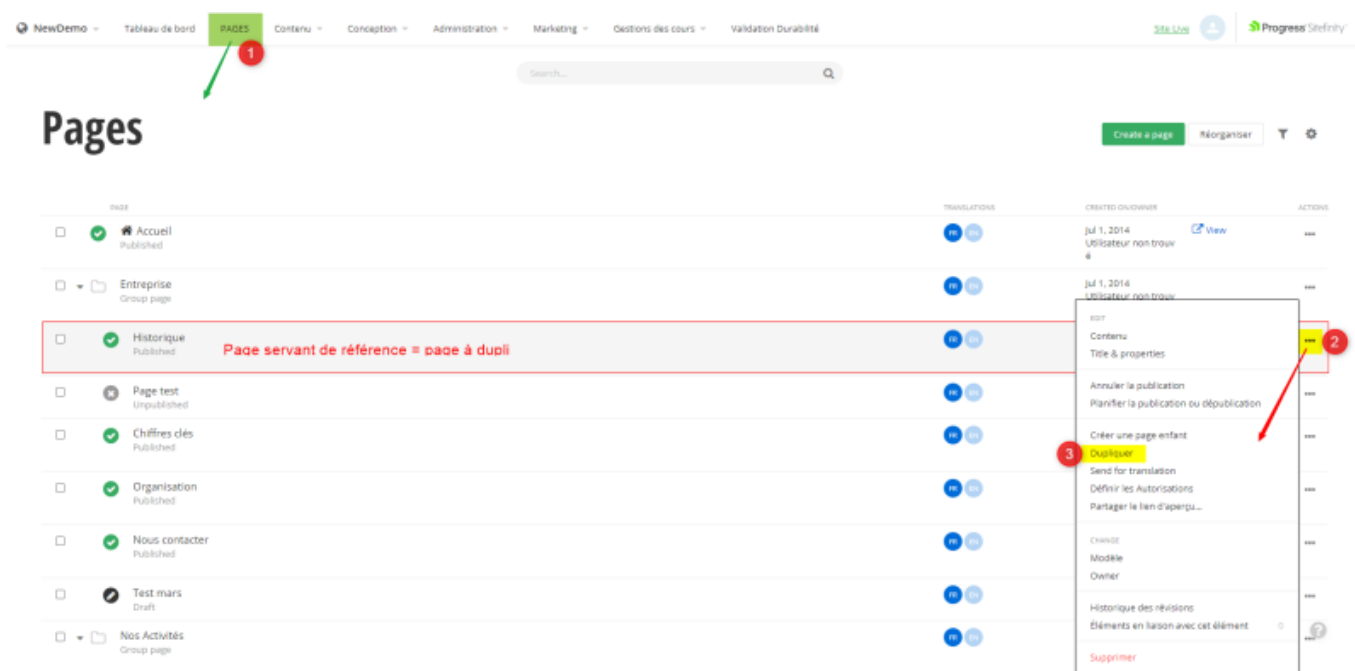 NewDemo Tableau de bord PAGES Contenu Conception Administration Marketing Gestions des cours Validation Durabilité Site Live Progress Sitefinity
1
Search...
Pages
Create a page Réorganiser
PAGE TRANSLATIONS CREATED ON/OWNER ACTIONS
Accueil FR EN Jul 1, 2014 View
Published Utilisateur non trouv
é
Entreprise FR EN Jul 1, 2014
Group page Utilisateur non trouv
EDIT
Historique FR EN Contenu 2
Published Page servant de référence = page à dupli
Title & properties
Page test FR EN Annuler la publication
Unpublished Planifier la publication ou dépublication
Chiffres clés FR EN Créer une page enfant
Published 3 Dupliquer
Send for translation
Organisation FR EN Définir les Autorisations
Published Partager le lien d'aperçu...
Nous contacter FR EN CHANGE
Published Modèle
Owner
Test mars FR EN
Draft Historique des révisions
Nos Activités FR EN Éléments en liaison avec cet élément 0 ?
Group page
Supprimer